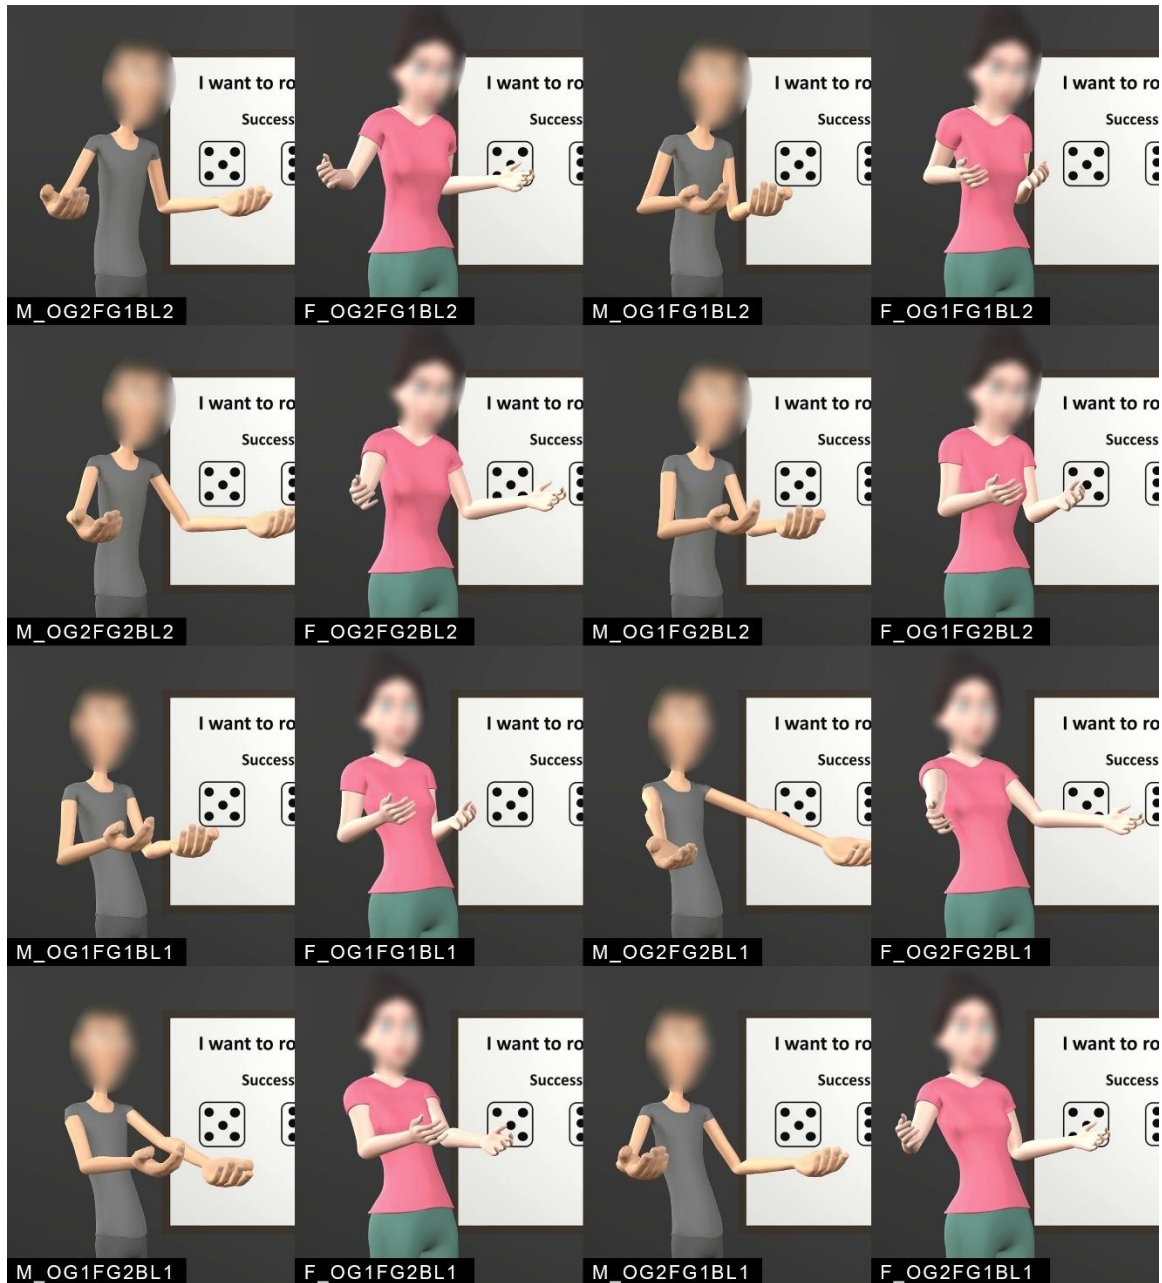 I want to ro
Success
I want to ro
Success
I want to ro
Success
I want to ro
Success
M_OG2FG1BL2
F_OG2FG1BL2
M_OG1FG1BL2
F_OG1FG1BL2
I want to ro
Success
I want to ro
Success
I want to ro
Success
I want to ro
Success
M_OG2FG2BL2
F_OG2FG2BL2
M_OG1FG2BL2
F_OG1FG2BL2
I want to ro
Success
I want to ro
Success
I want to ro
Success
I want to ro
Success
M_OG1FG1BL1
F_OG1FG1BL1
M_OG2FG2BL1
F_OG2FG2BL1
I want to ro
Success
I want to ro
Success
I want to ro
Success
I want to ro
Success
M_OG1FG2BL1
F_OG1FG2BL1
M_OG2FG1BL1
F_OG2FG1BL1